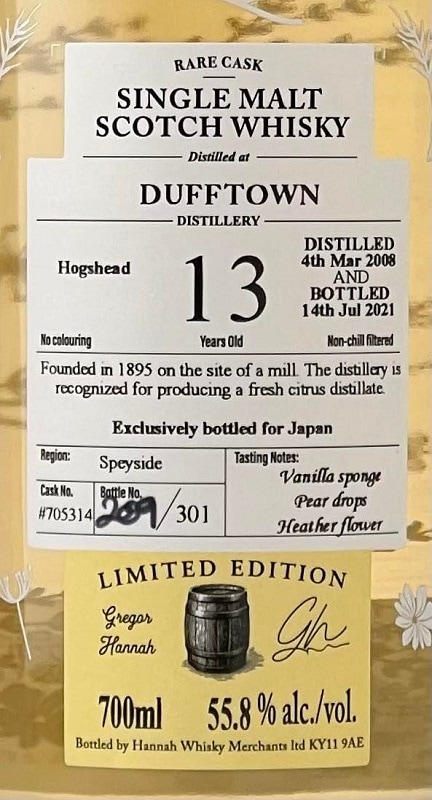 RARE CASK
SINGLE MALT
SCOTCH WHISKY
Distilled at
DUFFTOWN
DISTILLERY
Hogshead
13
Years Old
DISTILLED
4th Mar 2008
AND
BOTTLED
14th Jul 2021
No colouring
Non-chill filtered
Founded in 1895 on the site of a mill. The distillery is
recognized for producing a fresh citrus distillate.
Exclusively bottled for Japan
Region: Speyside
Cask No.
#705314
Bottle No.
209/301
Tasting Notes:
Vanilla sponge
Pear drops
Heather flower
LIMITED EDITION
Gregor
Hannah
700ml 55.8% alc./vol.
Bottled by Hannah Whisky Merchants ltd KY11 9AE